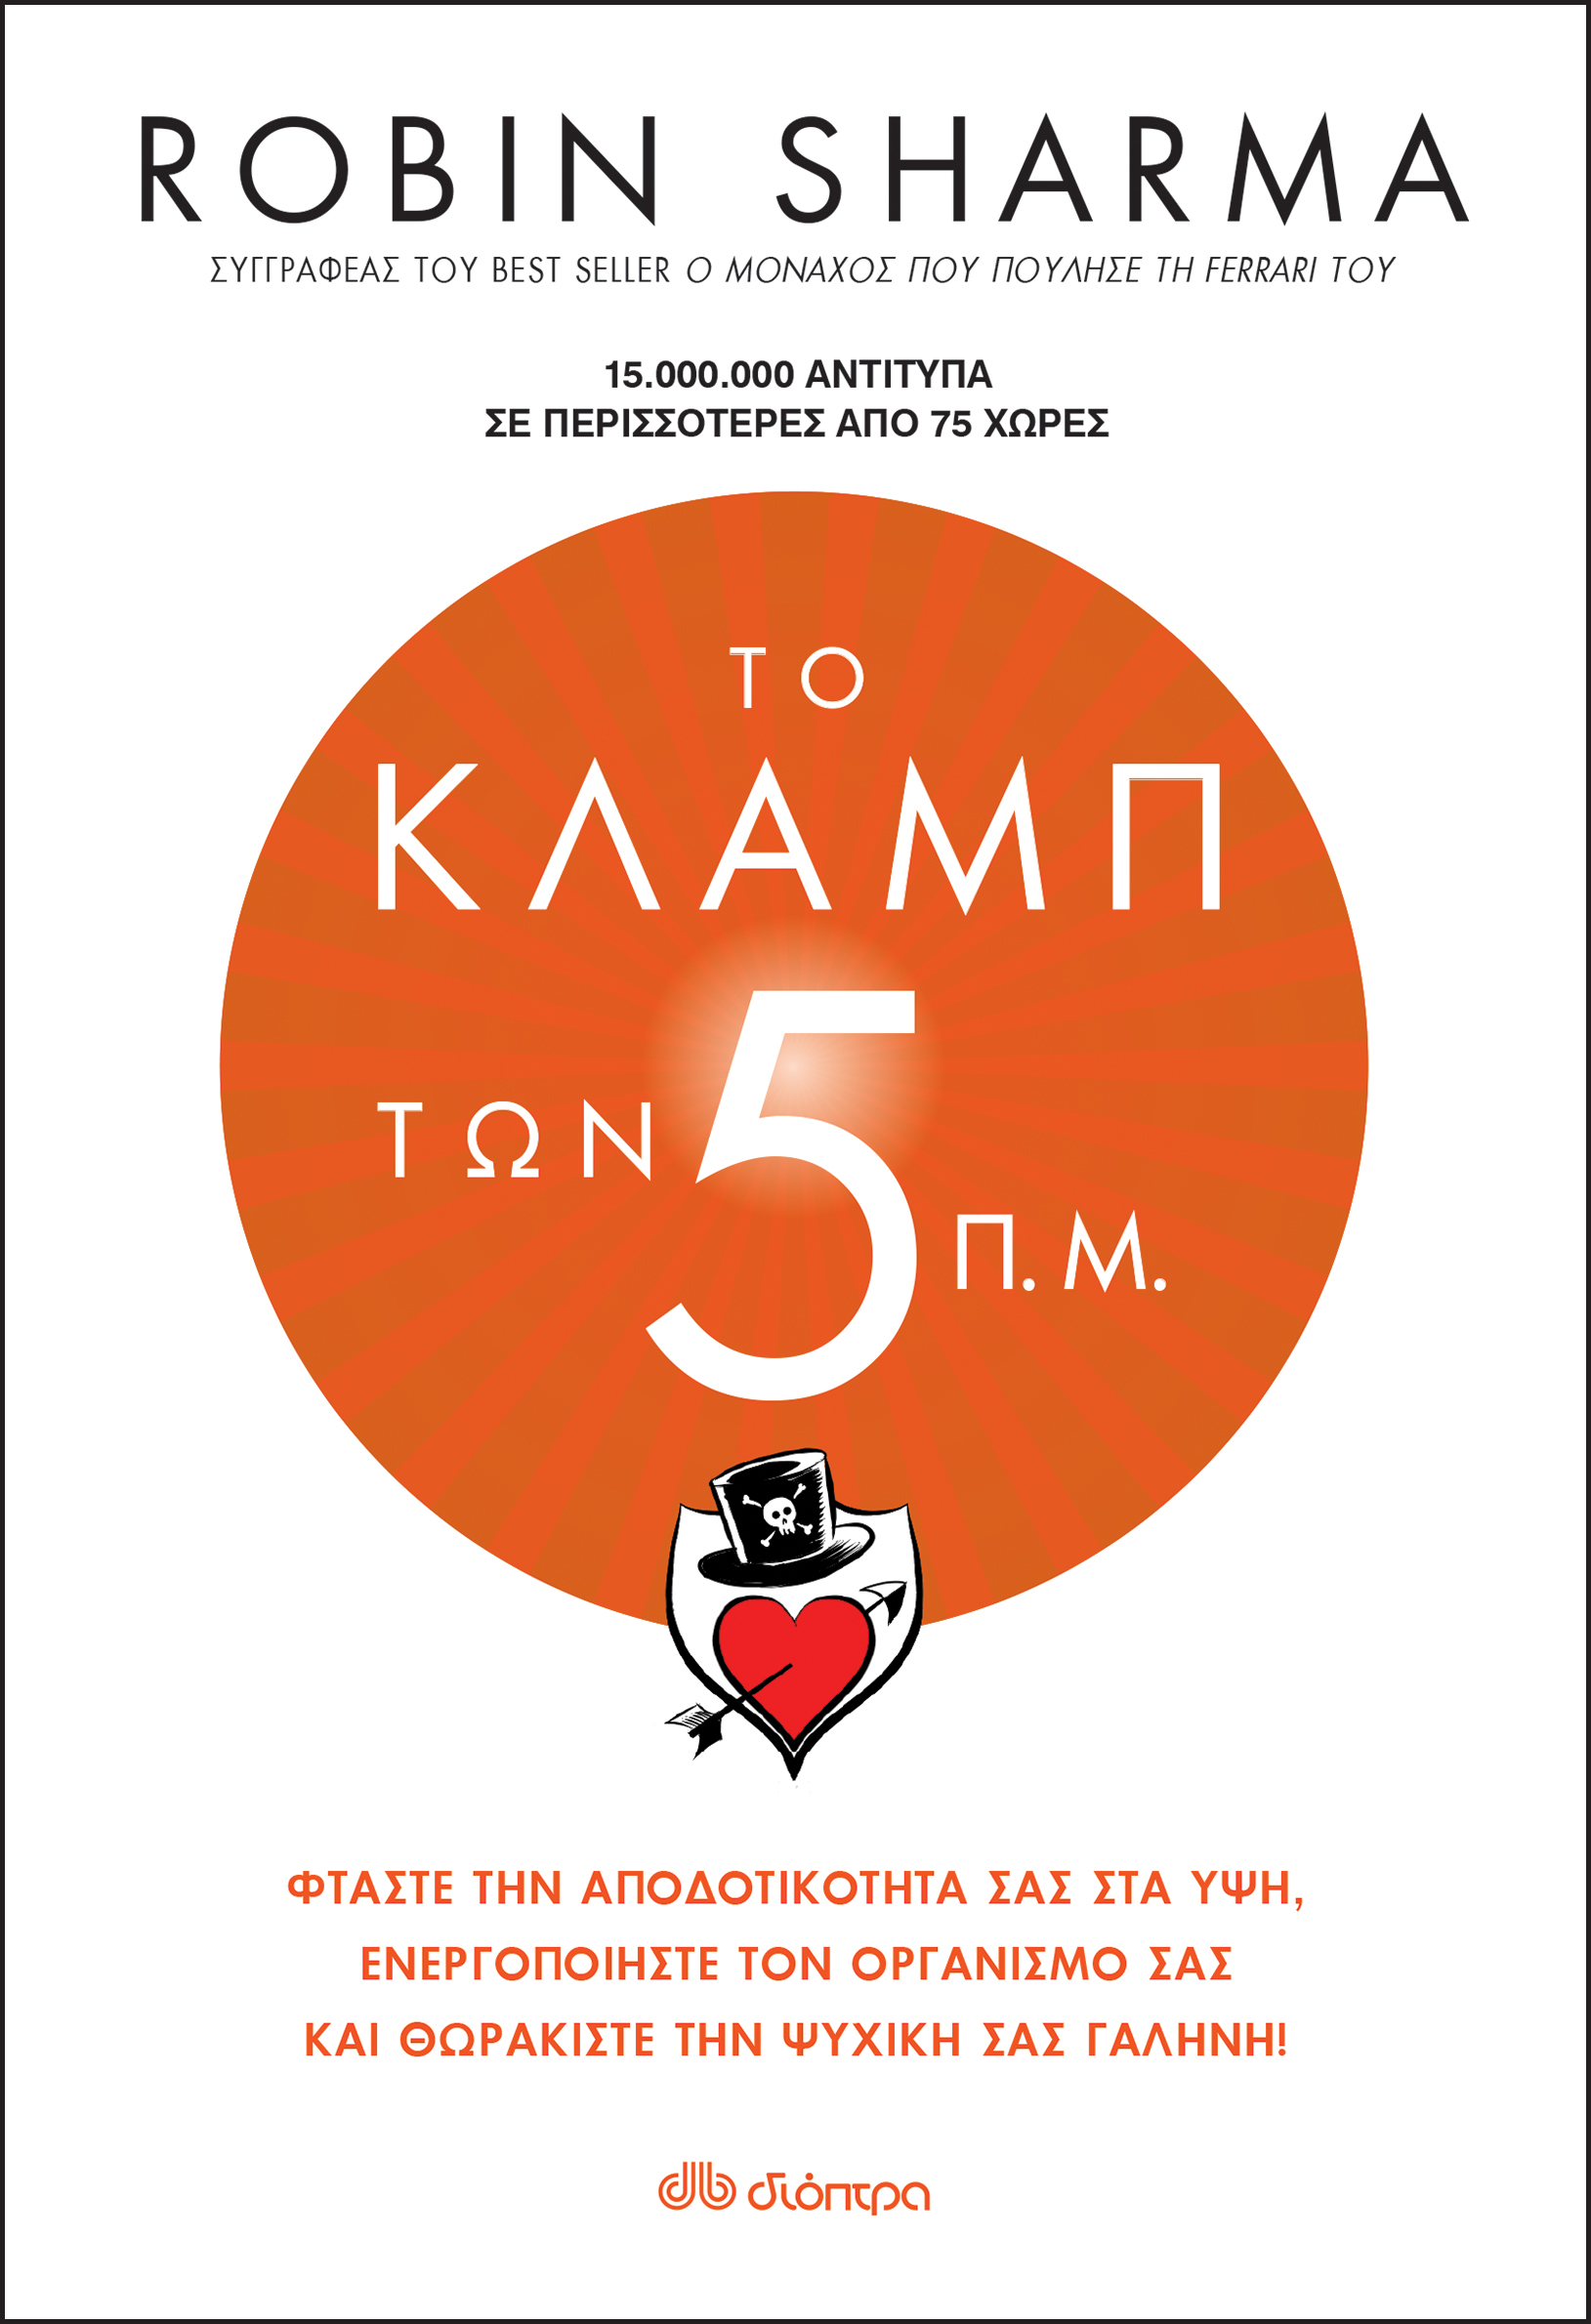 ROBIN SHARMA
ΣΥΓΓΡΑΦΕΑΣ ΤΟΥ BEST SELLER Ο ΜΟΝΑΧΟΣ ΠΟΥ ΠΟΥΛΗΣΕ ΤΗ FERRARI ΤΟΥ
15.000.000 ΑΝΤΙΤΥΠΑ
ΣΕ ΠΕΡΙΣΣΟΤΕΡΕΣ ΑΠΟ 75 ΧΩΡΕΣ
ΤΟ
ΚΛΑΜΠ
ΤΩΝ 5 Π.Μ.
ΦΤΑΣΤΕ ΤΗΝ ΑΠΟΔΟΤΙΚΟΤΗΤΑ ΣΑΣ ΣΤΑ ΥΨΗ,
ΕΝΕΡΓΟΠΟΙΗΣΤΕ ΤΟΝ ΟΡΓΑΝΙΣΜΟ ΣΑΣ
ΚΑΙ ΘΩΡΑΚΙΣΤΕ ΤΗΝ ΨΥΧΙΚΗ ΣΑΣ ΓΑΛΗΝΗ!
διόπτρα